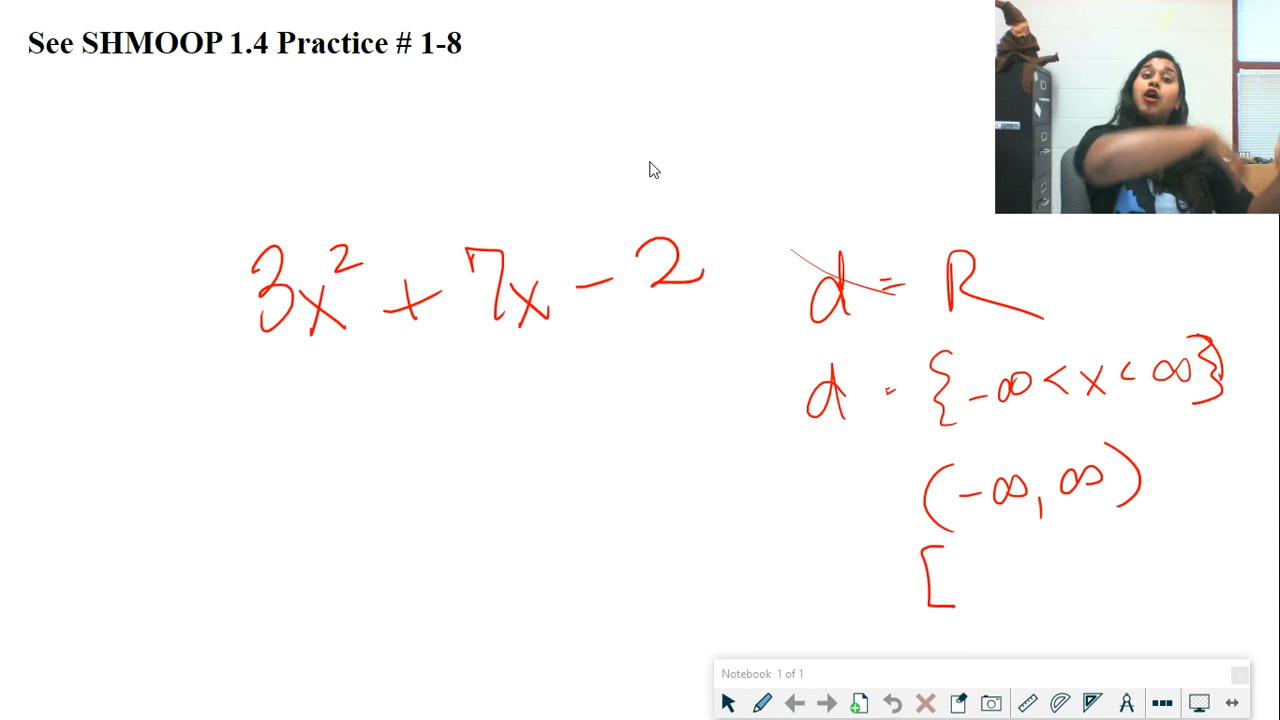 See SHMOOP 1.4 Practice # 1-8
3x² + 7x - 2
d = R
d = {-∞ < x < ∞}
(-∞, ∞)
[
Notebook 1 of 1